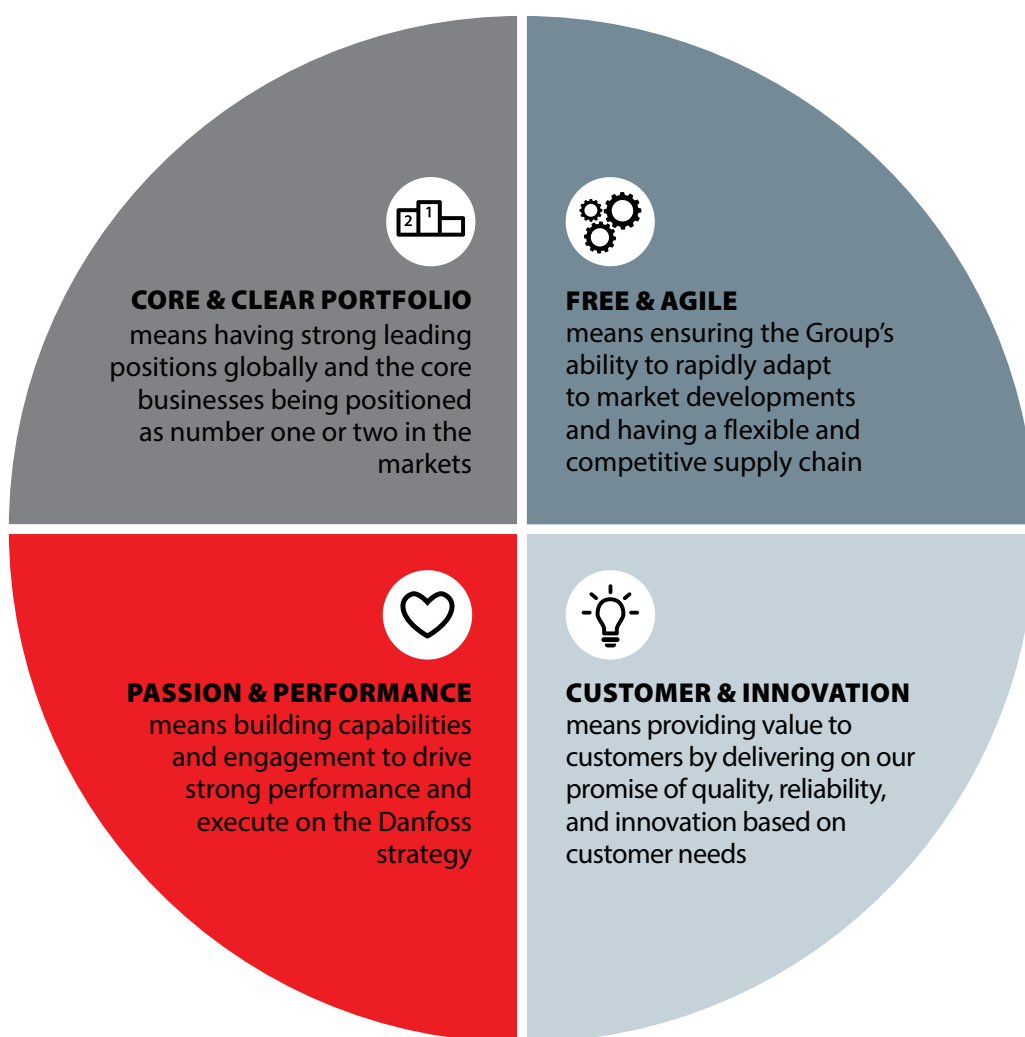 2 1
CORE & CLEAR PORTFOLIO
means having strong leading
positions globally and the core
businesses being positioned
as number one or two in the
markets
FREE & AGILE
means ensuring the Group’s
ability to rapidly adapt
to market developments
and having a flexible and
competitive supply chain
PASSION & PERFORMANCE
means building capabilities
and engagement to drive
strong performance and
execute on the Danfoss
strategy
CUSTOMER & INNOVATION
means providing value to
customers by delivering on our
promise of quality, reliability,
and innovation based on
customer needs